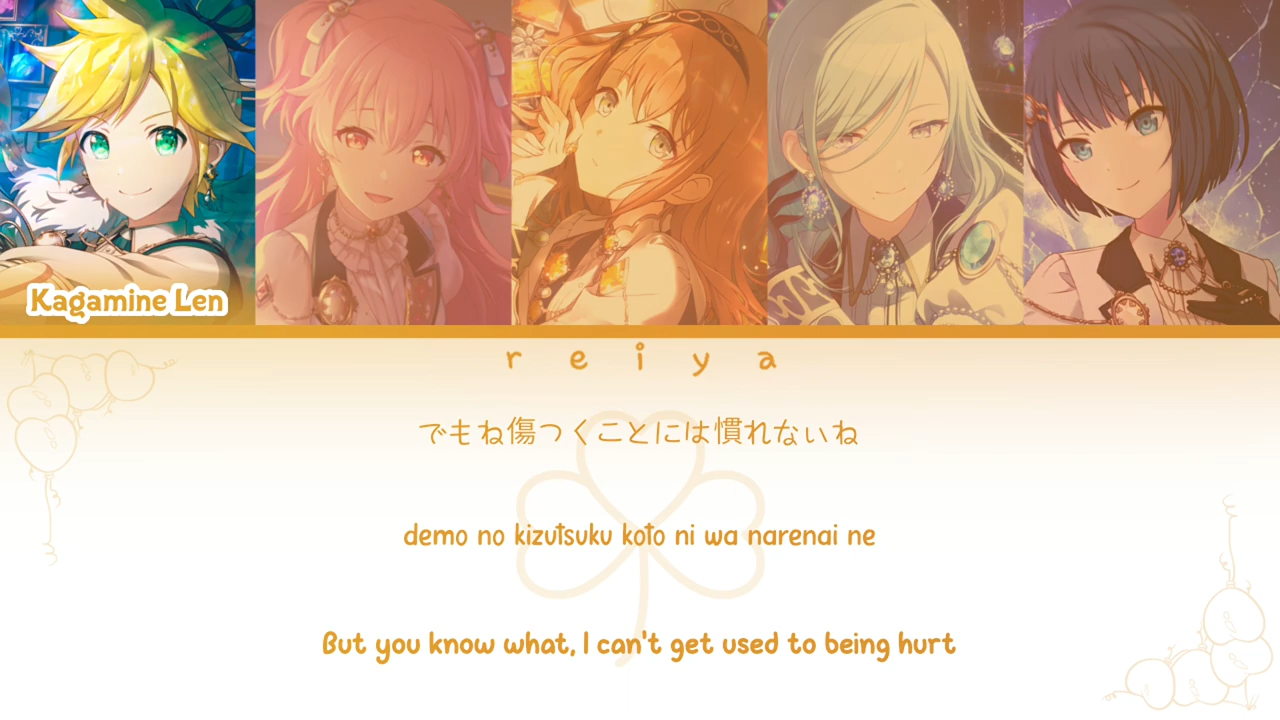 Kagamine Len
r e i y a
でもね傷つくことには慣れないね
demo no kizutsuku koto ni wa narenai ne
But you know what, I can't get used to being hurt